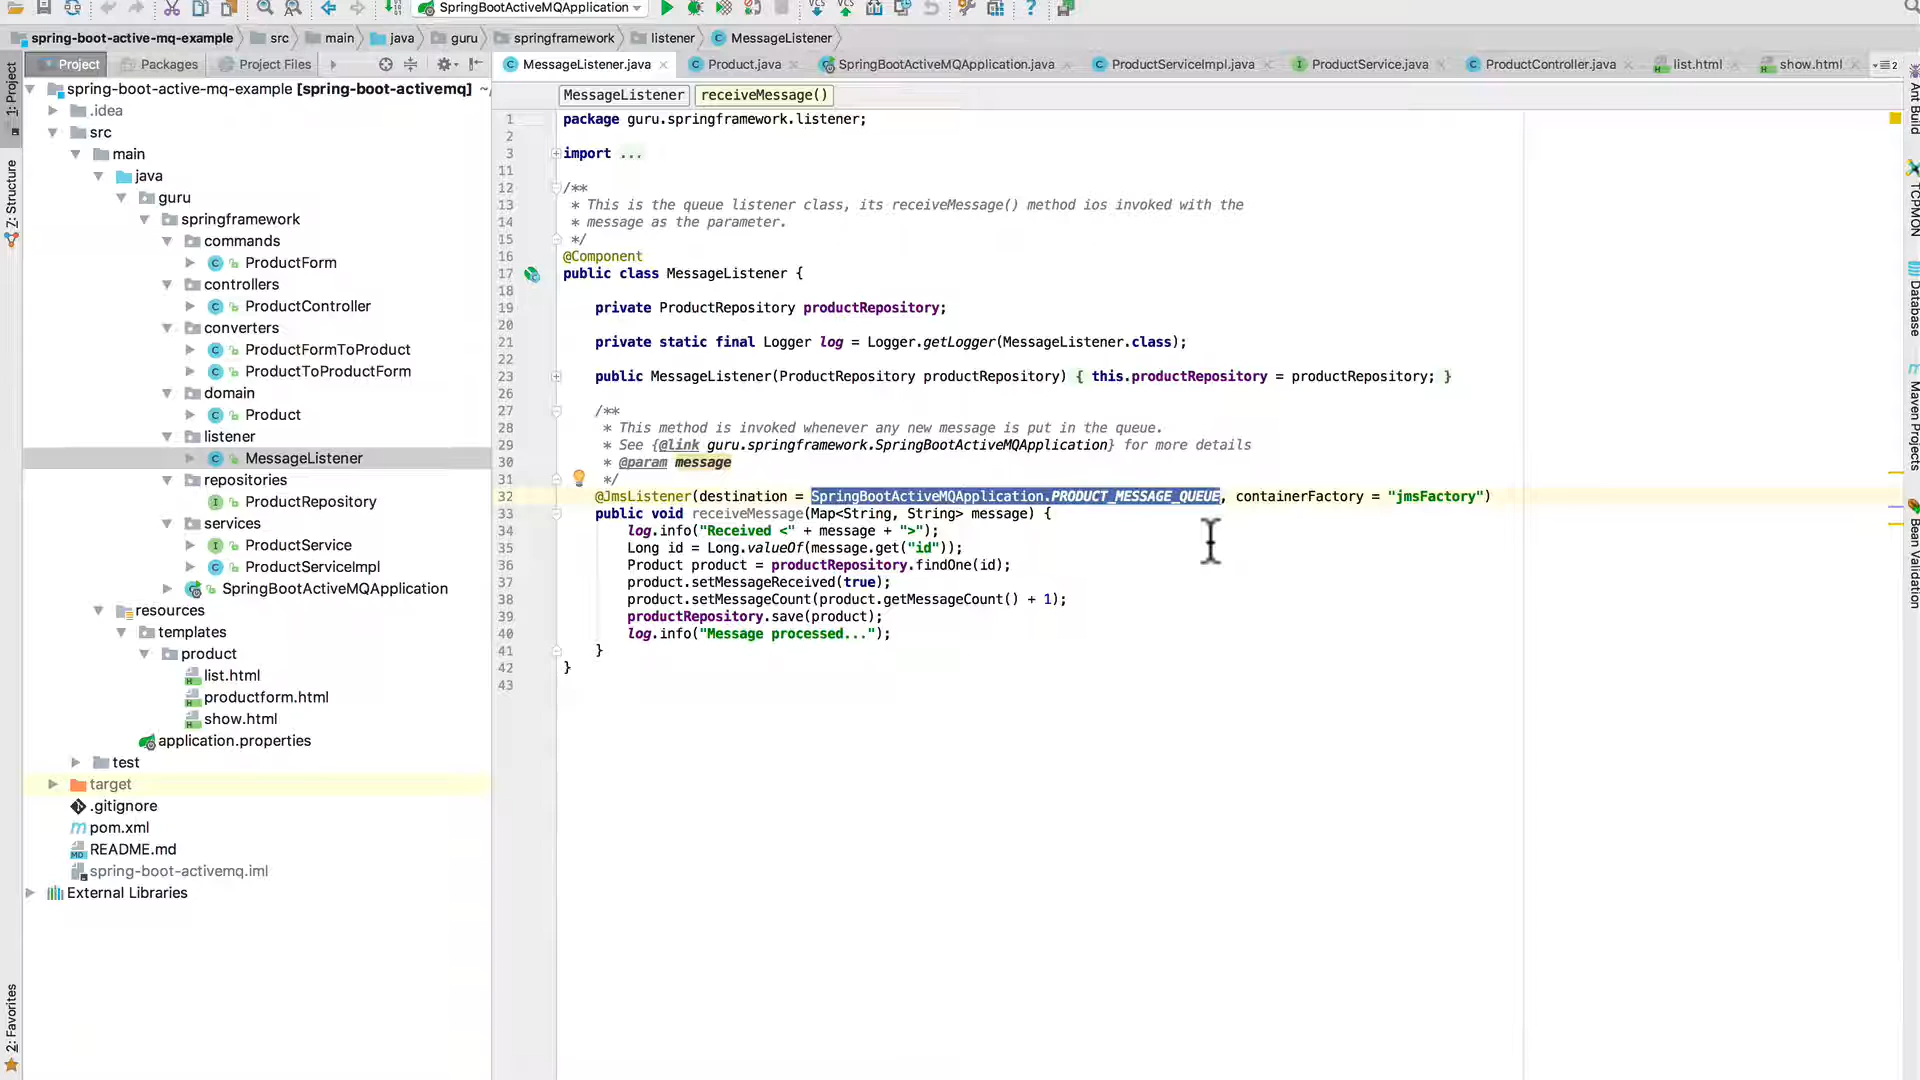 SpringBootActiveMQApplication
spring-boot-active-mq-example
src
main
java
guru
springframework
listener
MessageListener
Project
Packages
Project Files
MessageListener.java
Product.java
SpringBootActiveMQApplication.java
ProductServiceImpl.java
ProductService.java
ProductController.java
list.html
show.html
2
1: Project
Z: Structure
2: Favorites
spring-boot-active-mq-example [spring-boot-activemq] ~
.idea
src
main
java
guru
springframework
commands
ProductForm
controllers
ProductController
converters
ProductFormToProduct
ProductToProductForm
domain
Product
listener
MessageListener
repositories
ProductRepository
services
ProductService
ProductServiceImpl
SpringBootActiveMQApplication
resources
templates
product
list.html
productform.html
show.html
application.properties
test
target
.gitignore
pom.xml
README.md
spring-boot-activemq.iml
External Libraries
MessageListener receiveMessage()
1 package guru.springframework.listener;
2
3 import ...
11
12 /**
13 * This is the queue listener class, its receiveMessage() method ios invoked with the
14 * message as the parameter.
15 */
16 @Component
17 public class MessageListener {
18
19 private ProductRepository productRepository;
20
21 private static final Logger log = Logger.getLogger(MessageListener.class);
22
23 public MessageListener(ProductRepository productRepository) { this.productRepository = productRepository; }
26
27 /**
28 * This method is invoked whenever any new message is put in the queue.
29 * See {@link guru.springframework.SpringBootActiveMQApplication} for more details
30 * @param message
31 */
32 @JmsListener(destination = SpringBootActiveMQApplication.PRODUCT_MESSAGE_QUEUE, containerFactory = "jmsFactory")
33 public void receiveMessage(Map<String, String> message) {
34 log.info("Received <" + message + ">");
35 Long id = Long.valueOf(message.get("id"));
36 Product product = productRepository.findOne(id);
37 product.setMessageReceived(true);
38 product.setMessageCount(product.getMessageCount() + 1);
39 productRepository.save(product);
40 log.info("Message processed...");
41 }
42 }
43
Ant Build
TCPMON
Database
Maven Projects
Bean Validation